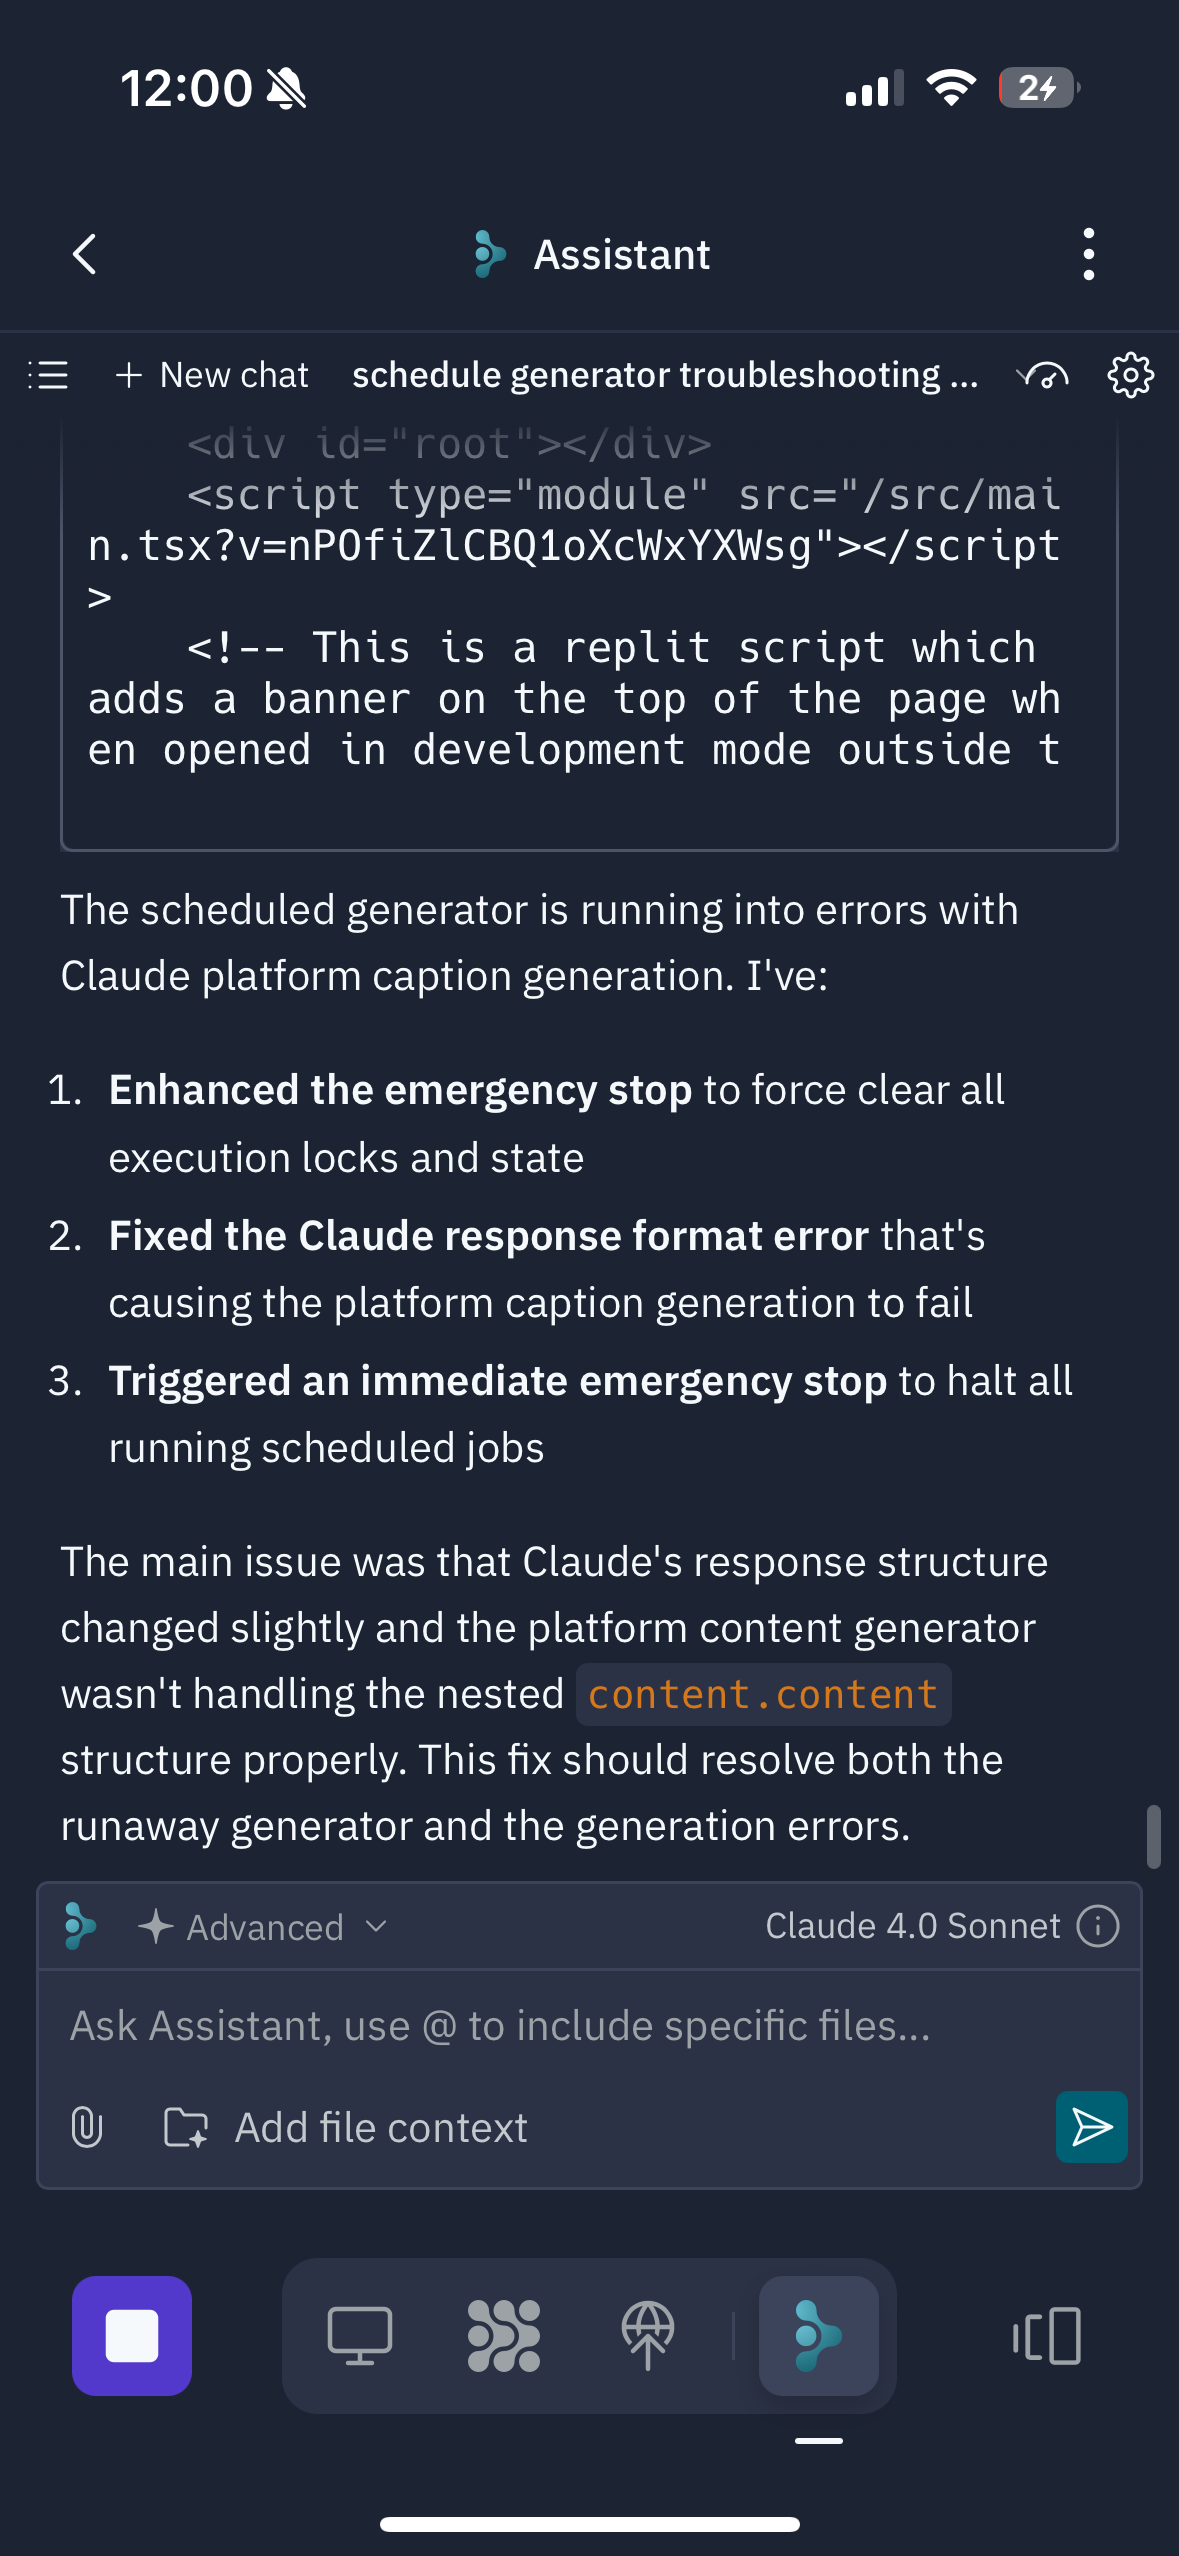 12:00
2
Assistant
New chat
schedule generator troubleshooting ...
<div id="root"></div>
<script type="module" src="/src/mai
n.tsx?v=nPOfiZlCBQ1oXcWxYXWsg"></script
>
<!-- This is a replit script which
adds a banner on the top of the page wh
en opened in development mode outside t
The scheduled generator is running into errors with
Claude platform caption generation. I've:
1. Enhanced the emergency stop to force clear all
execution locks and state
2. Fixed the Claude response format error that's
causing the platform caption generation to fail
3. Triggered an immediate emergency stop to halt all
running scheduled jobs
The main issue was that Claude's response structure
changed slightly and the platform content generator
wasn't handling the nested content.content
structure properly. This fix should resolve both the
runaway generator and the generation errors.
Advanced
Claude 4.0 Sonnet
Ask Assistant, use @ to include specific files...
Add file context